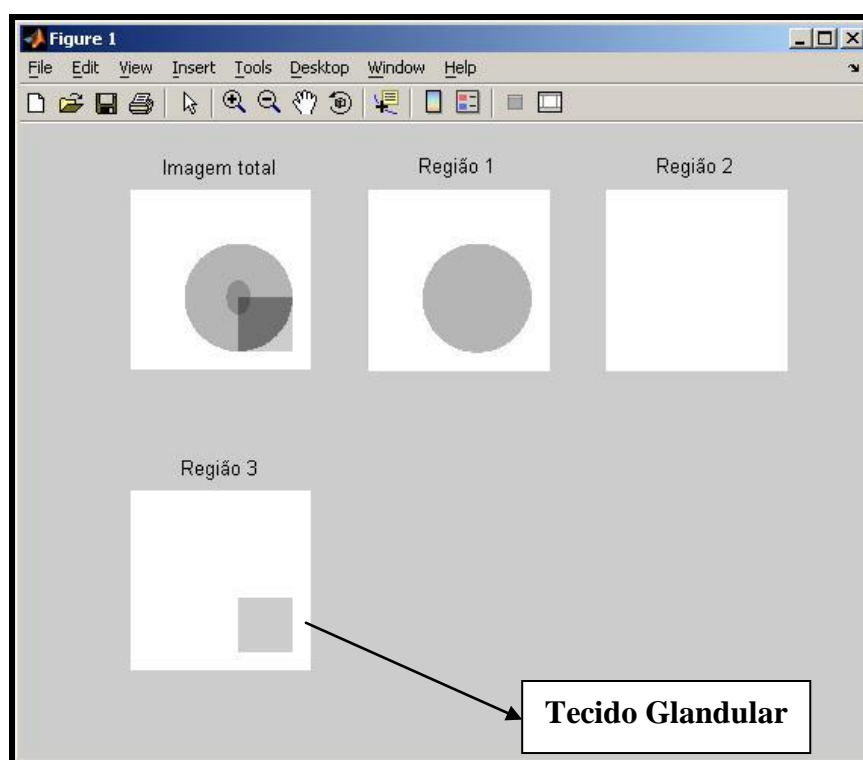 Figure 1
File Edit View Insert Tools Desktop Window Help
Imagem total
Região 1
Região 2
Região 3
Tecido Glandular